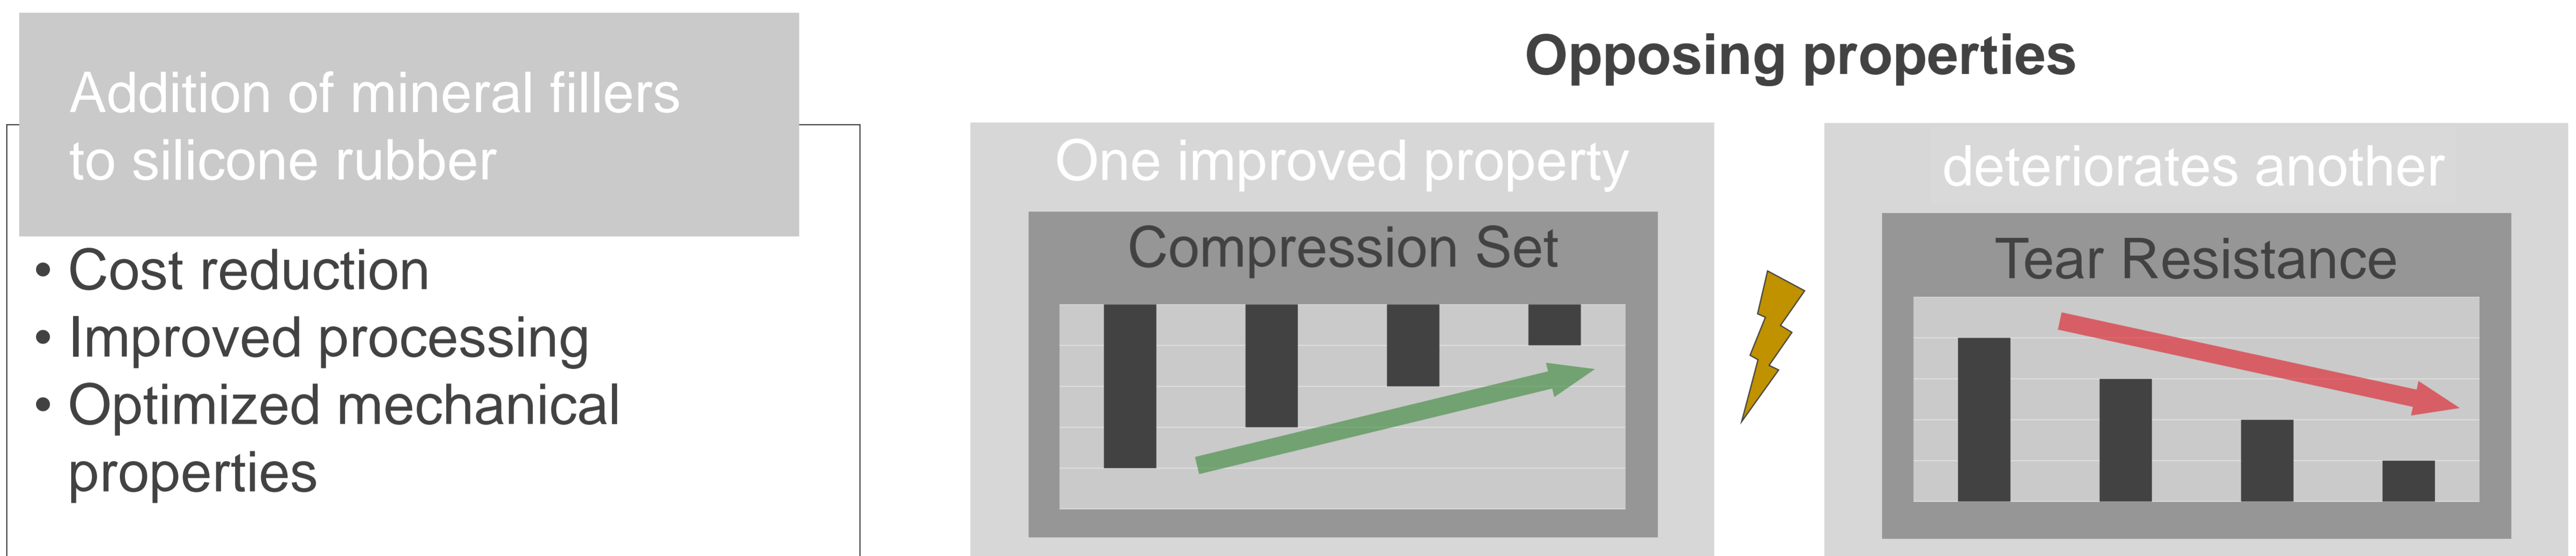 Addition of mineral fillers
to silicone rubber
• Cost reduction
• Improved processing
• Optimized mechanical
properties
Opposing properties
One improved property
Compression Set
deteriorates another
Tear Resistance